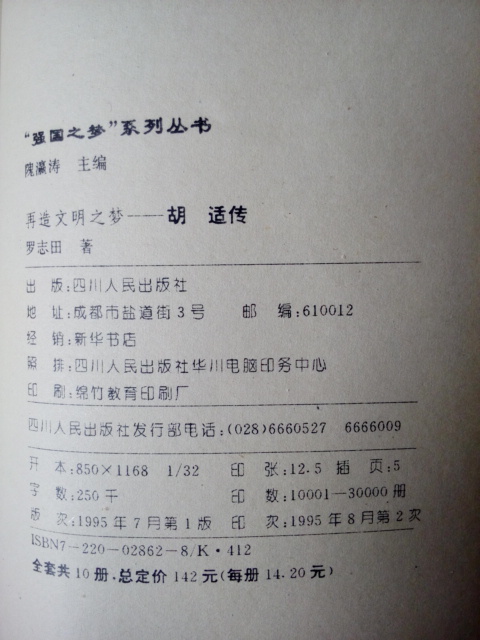 “强国之梦”系列丛书
隗瀛涛 主编
再造文明之梦——胡 适传
罗志田 著
出 版:四川人民出版社
地 址:成都市盐道街3号 邮 编:610012
经 销:新华书店
照 排:四川人民出版社华川电脑印务中心
印 刷:绵竹教育印刷厂
四川人民出版社发行部电话:(028)6660527 6666009
开 本:850×1168 1/32 印 张:12.5 插 页:5
字 数:250千 印 数:10001—30000册
版 次:1995年7月第1版 印 次:1995年8月第2次
ISBN7-220-02862-8/K·412
全套共10册·总定价142元(每册14.20元)